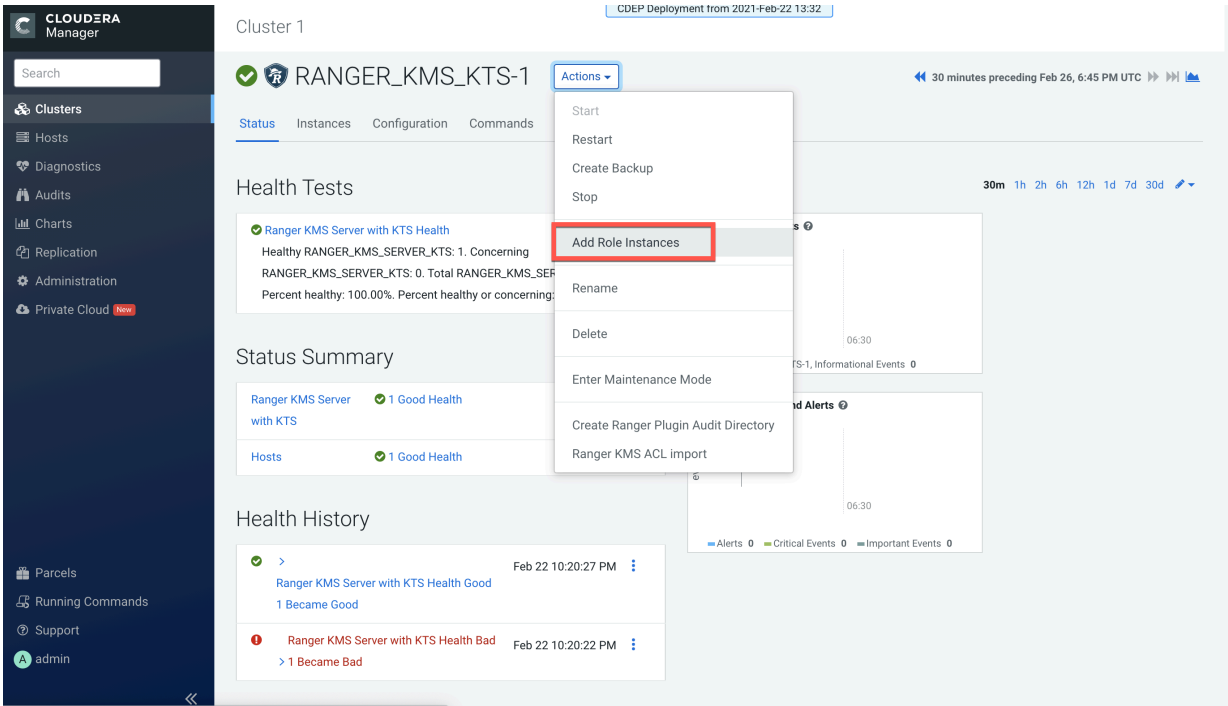 CLOUDERA
Manager
Search
Clusters
Hosts
Diagnostics
Audits
Charts
Replication
Administration
Private Cloud New
Parcels
Running Commands
Support
A admin
CDEP Deployment from 2021-Feb-22 13:32
Cluster 1
RANGER_KMS_KTS-1
Actions
30 minutes preceding Feb 26, 6:45 PM UTC
Status Instances Configuration Commands
Start
Restart
Create Backup
Stop
Add Role Instances
Rename
Delete
Enter Maintenance Mode
Create Ranger Plugin Audit Directory
Ranger KMS ACL import
30m 1h 2h 6h 12h 1d 7d 30d
Health Tests
Ranger KMS Server with KTS Health
Healthy RANGER_KMS_SERVER_KTS: 1. Concerning
RANGER_KMS_SERVER_KTS: 0. Total RANGER_KMS_SER
Percent healthy: 100.00%. Percent healthy or concerning:
Status Summary
Ranger KMS Server
with KTS
1 Good Health
Hosts
1 Good Health
Health History
Ranger KMS Server with KTS Health Good
1 Became Good
Feb 22 10:20:27 PM
Ranger KMS Server with KTS Health Bad
1 Became Bad
Feb 22 10:20:22 PM
s
06:30
TS-1, Informational Events 0
nd Alerts
06:30
Alerts 0 Critical Events 0 Important Events 0